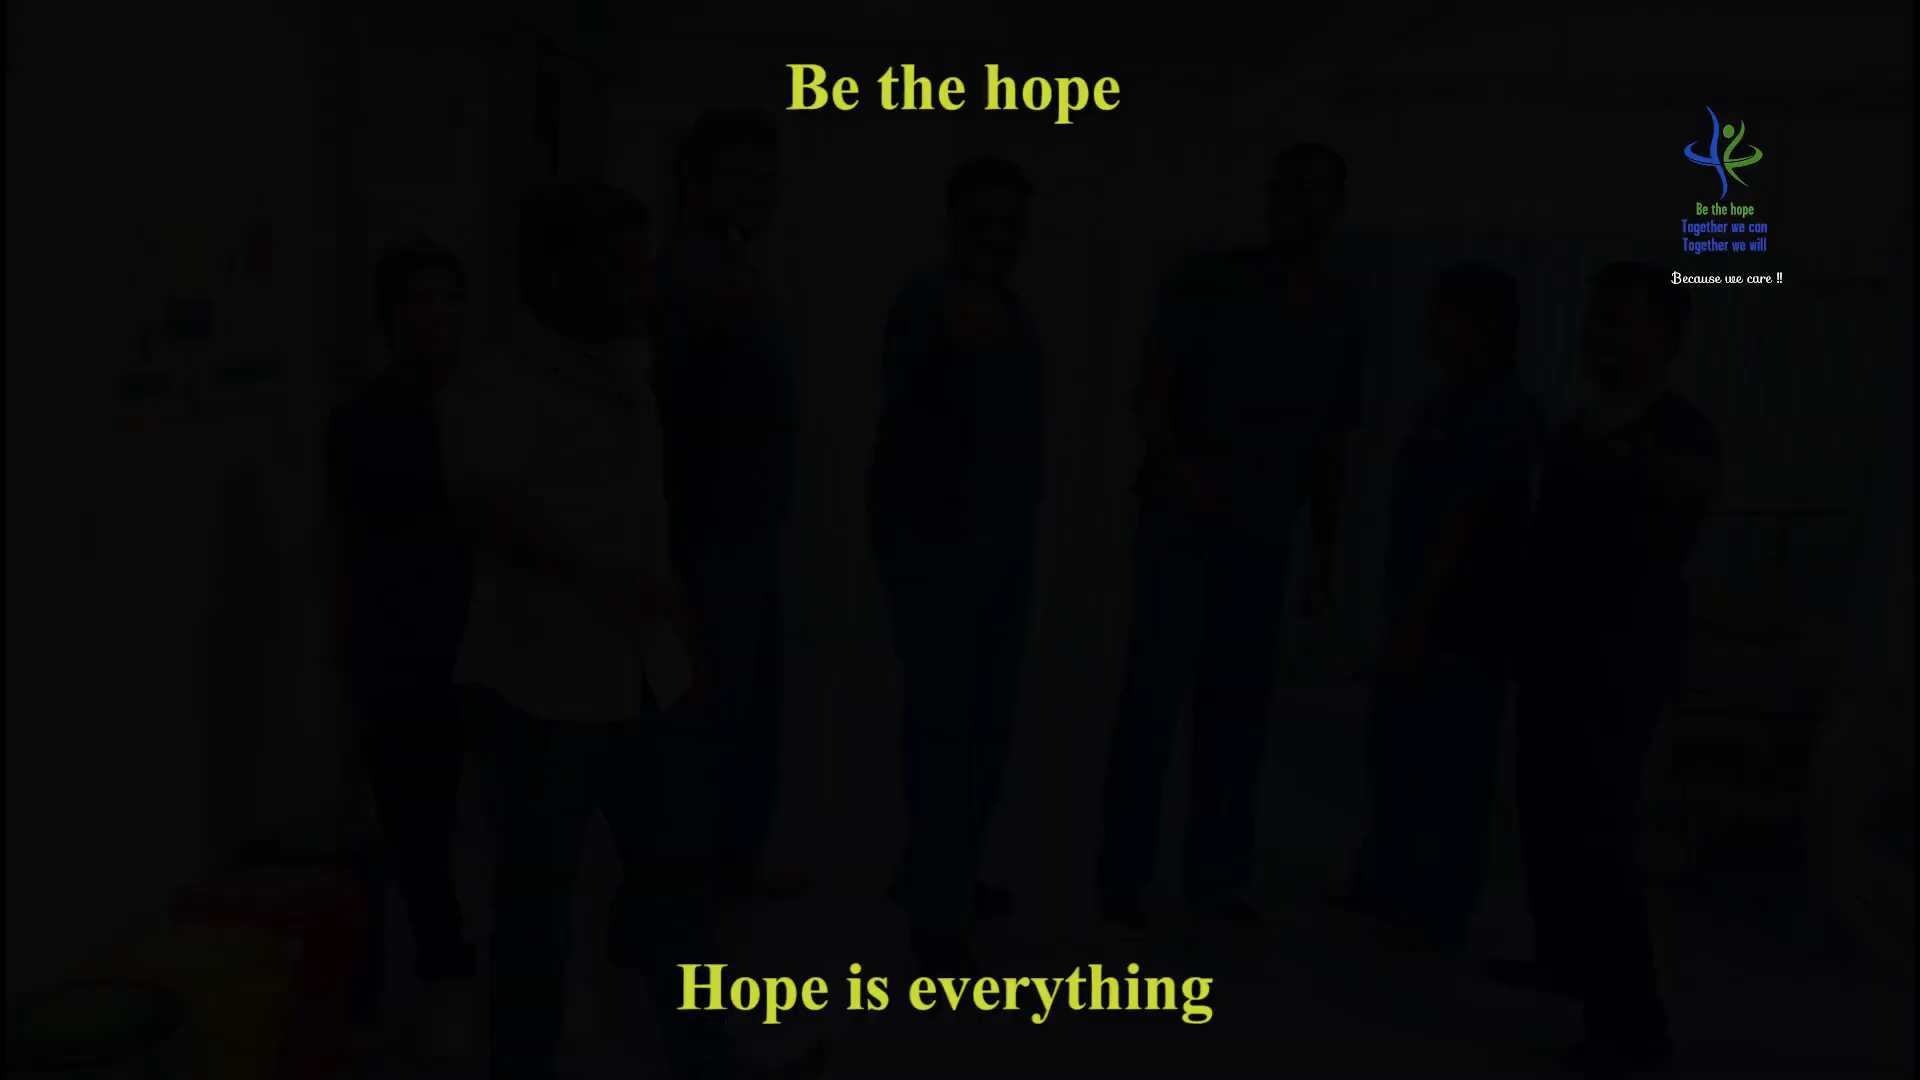 Be the hope
Be the hope
Together we can
Together we will
Because we care !!
Hope is everything